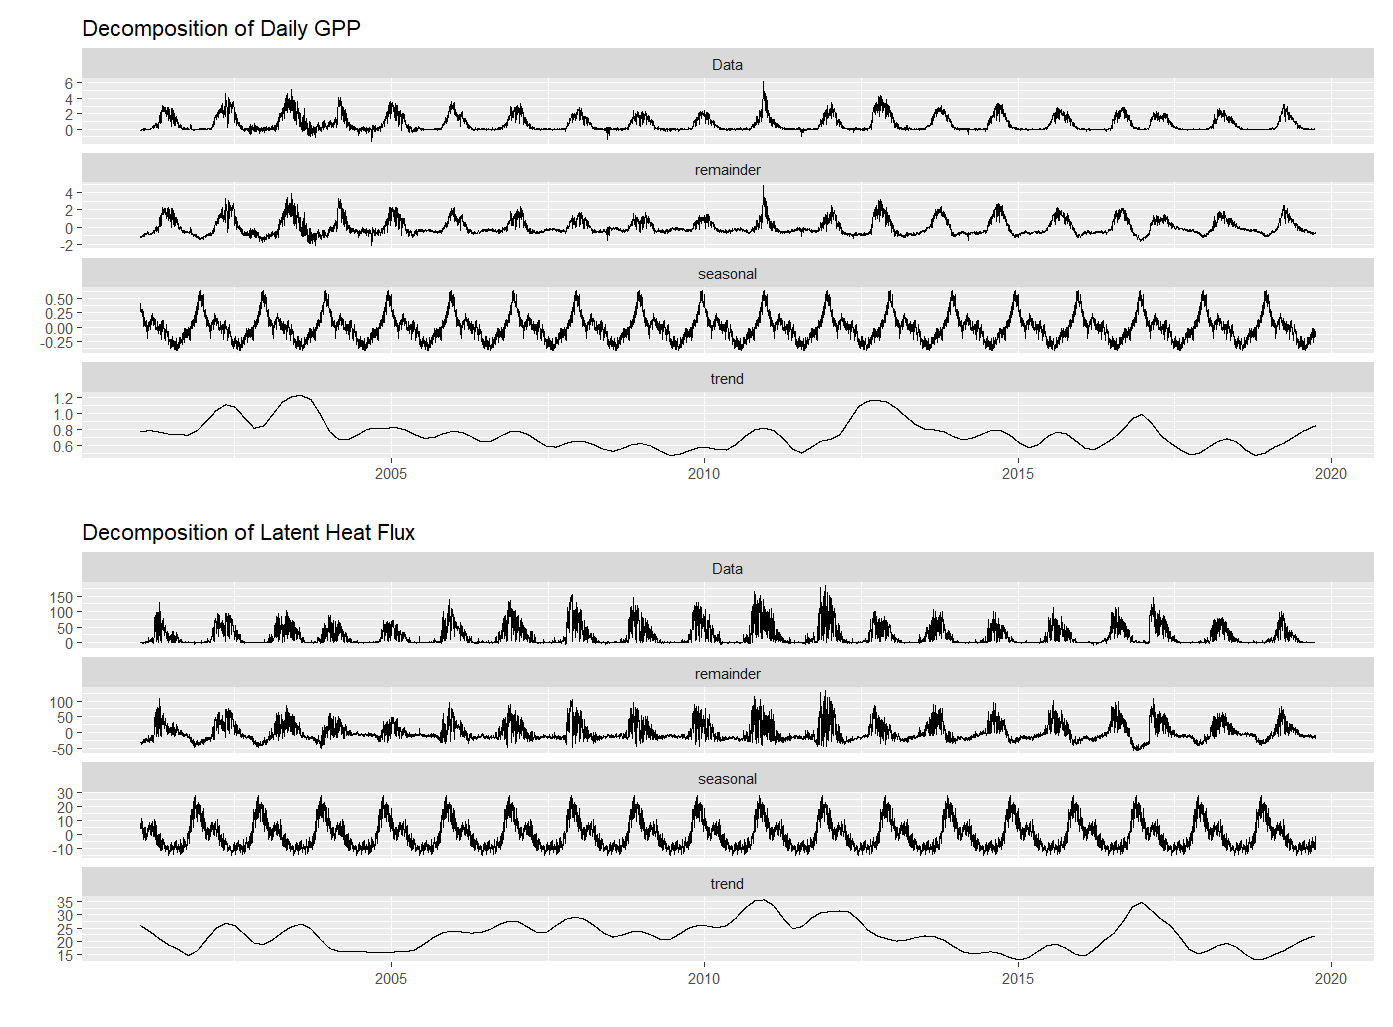 Decomposition of Daily GPP
Data
6
4
2
0
remainder
4
2
0
-2
seasonal
0.50
0.25
0.00
-0.25
trend
1.2
1.0
0.8
0.6
2005 2010 2015 2020
Decomposition of Latent Heat Flux
Data
150
100
50
0
remainder
100
50
0
-50
seasonal
30
20
10
0
-10
trend
35
30
25
20
15
2005 2010 2015 2020